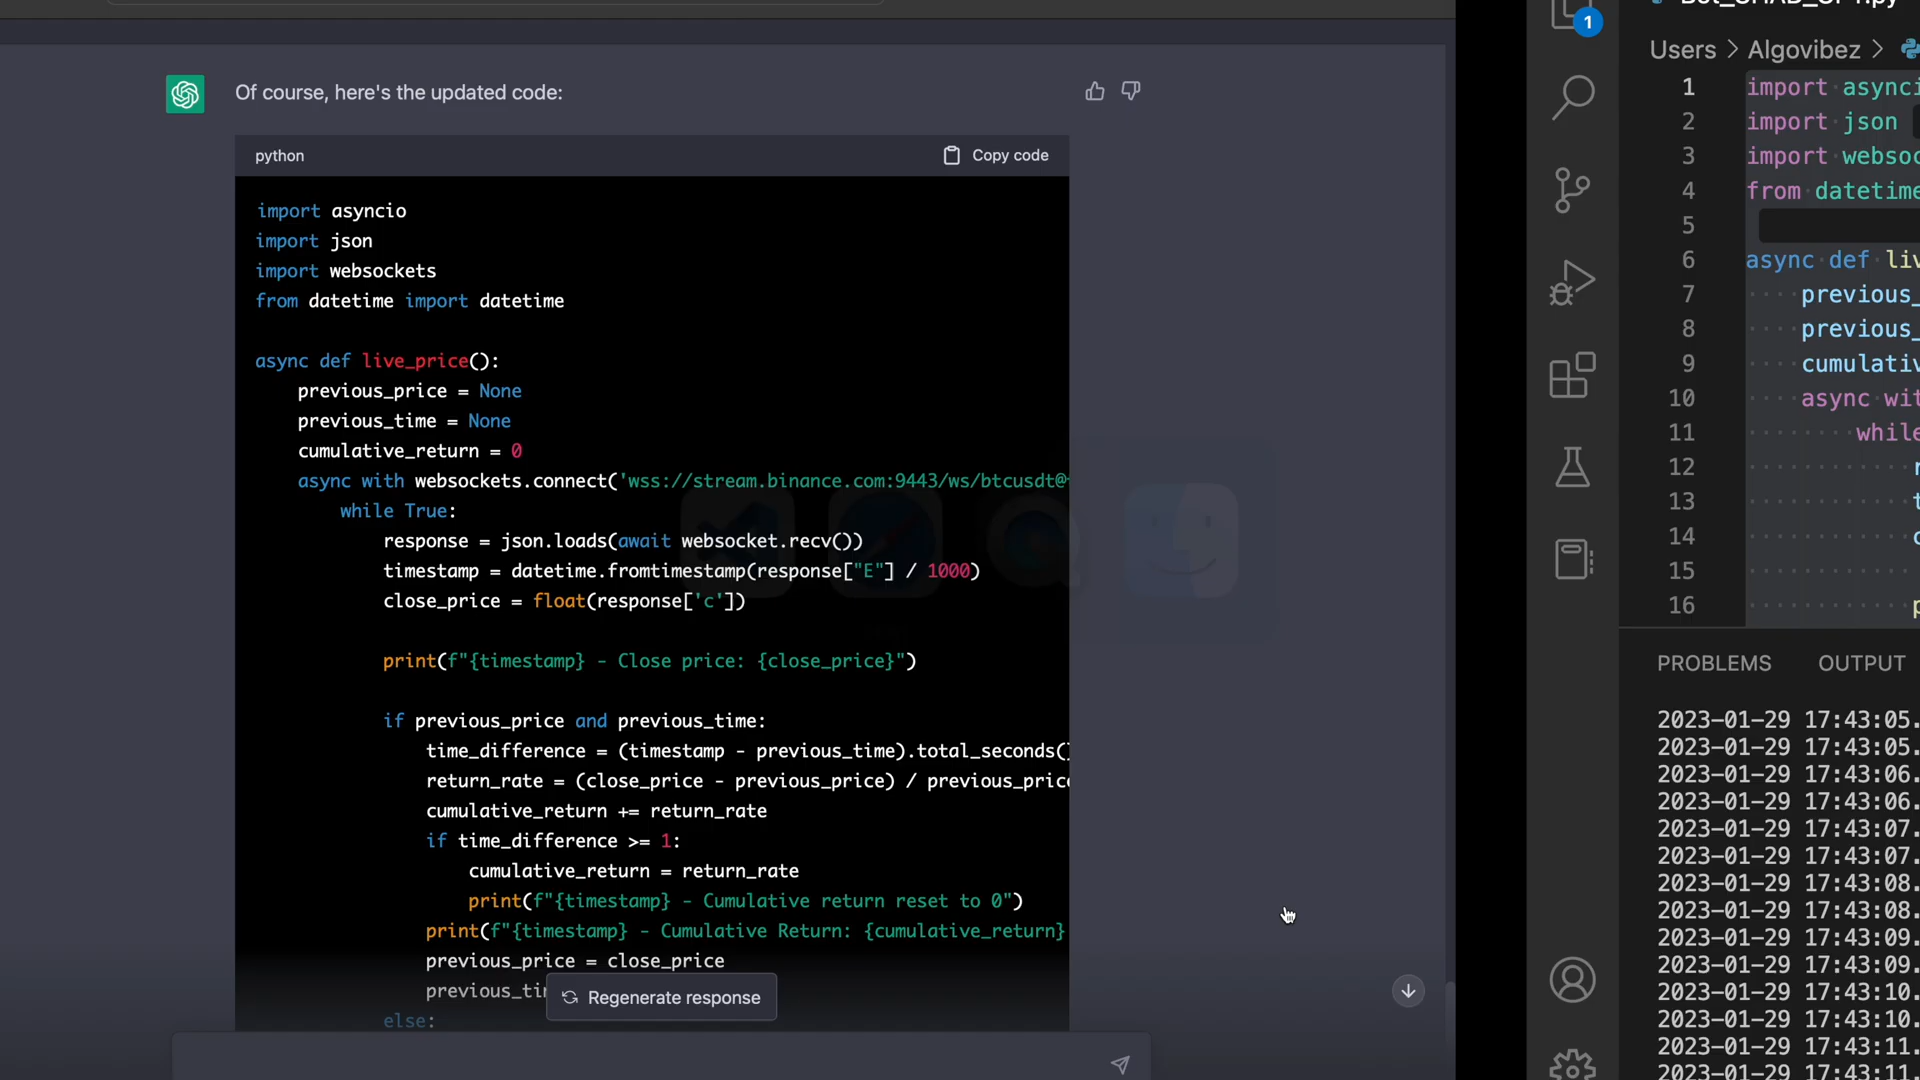 Of course, here's the updated code:
python
Copy code
import asyncio
import json
import websockets
from datetime import datetime
async def live_price():
previous_price = None
previous_time = None
cumulative_return = 0
async with websockets.connect('wss://stream.binance.com:9443/ws/btcusdt@
while True:
response = json.loads(await websocket.recv())
timestamp = datetime.fromtimestamp(response["E"] / 1000)
close_price = float(response['c'])
print(f"{timestamp} - Close price: {close_price}")
if previous_price and previous_time:
time_difference = (timestamp - previous_time).total_seconds(
return_rate = (close_price - previous_price) / previous_pric
cumulative_return += return_rate
if time_difference >= 1:
cumulative_return = return_rate
print(f"{timestamp} - Cumulative return reset to 0")
print(f"{timestamp} - Cumulative Return: {cumulative_return}
previous_price = close_price
previous_ti
else:
Regenerate response
1
Users > Algovibez >
1 import asynci
2 import json
3 import websoc
4 from datetime
5
6 async def liv
7 previous_
8 previous_
9 cumulativ
10 async wit
11 while
12
13
14
15
16
PROBLEMS OUTPUT
2023-01-29 17:43:05.
2023-01-29 17:43:05.
2023-01-29 17:43:06.
2023-01-29 17:43:06.
2023-01-29 17:43:07.
2023-01-29 17:43:07.
2023-01-29 17:43:08.
2023-01-29 17:43:08.
2023-01-29 17:43:09.
2023-01-29 17:43:09.
2023-01-29 17:43:10.
2023-01-29 17:43:10.
2023-01-29 17:43:11.
2023-01-29 17:43:11.